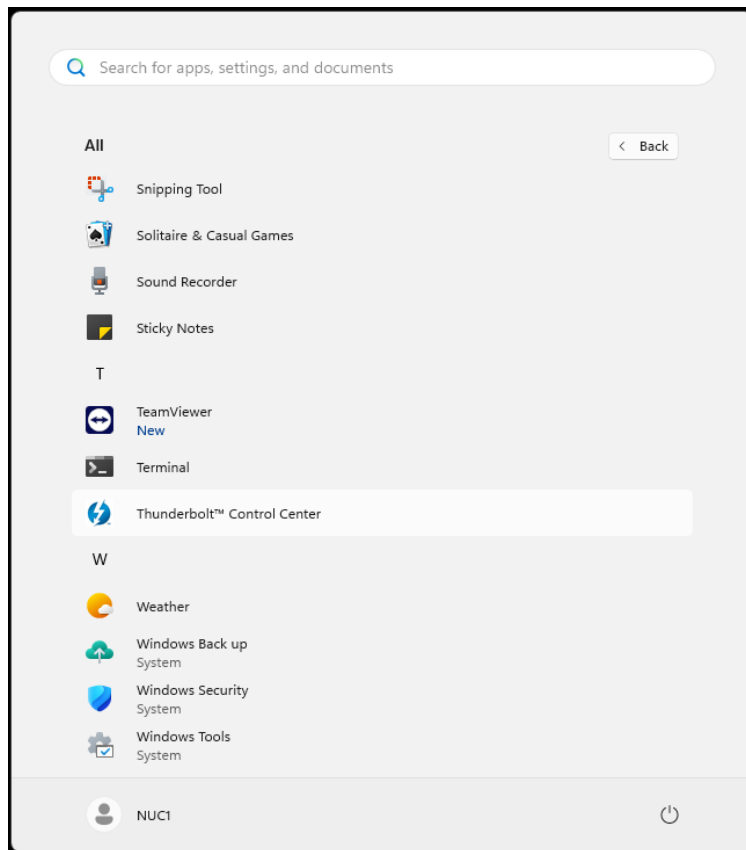 Search for apps, settings, and documents
All
Back
Snipping Tool
Solitaire & Casual Games
Sound Recorder
Sticky Notes
T
TeamViewer
New
Terminal
Thunderbolt™ Control Center
W
Weather
Windows Back up
System
Windows Security
System
Windows Tools
System
NUC1